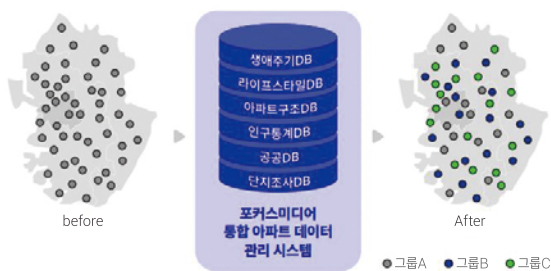 생애주기DB
라이프스타일DB
아파트구조DB
인구통계DB
공공DB
단지조사DB
before
포커스미디어
통합 아파트 데이터
관리 시스템
After
그룹A 그룹B 그룹C